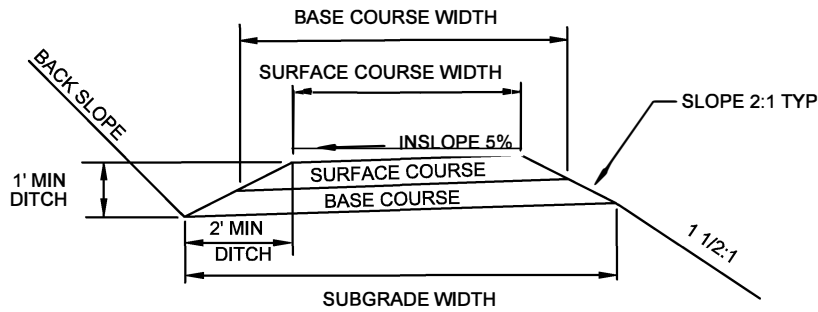 BASE COURSE WIDTH
BACK SLOPE
SURFACE COURSE WIDTH
SLOPE 2:1 TYP
INSLOPE 5%
1' MIN
DITCH
SURFACE COURSE
BASE COURSE
2' MIN
DITCH
1 1/2:1
SUBGRADE WIDTH